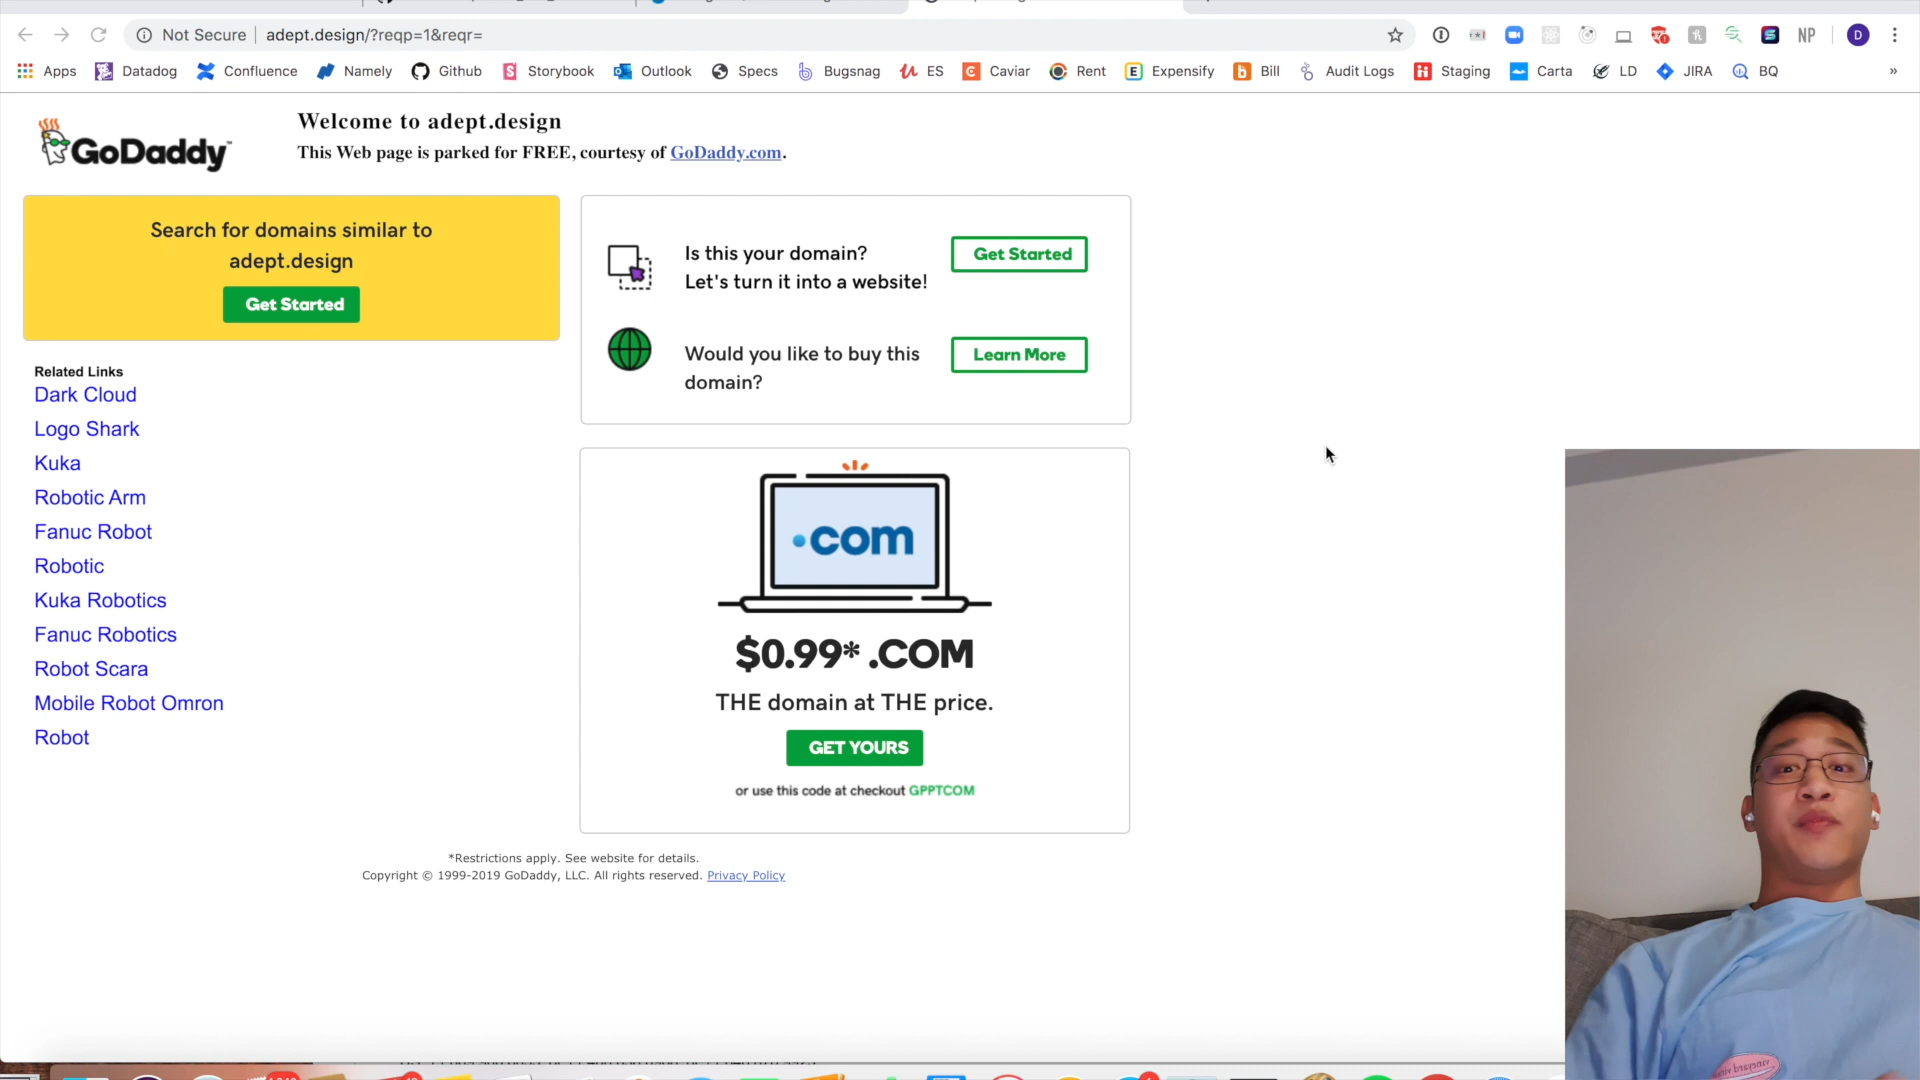 Not Secure
adept.design/?reqp=1&reqr=
NP
D
Apps
Datadog
Confluence
Namely
Github
Storybook
Outlook
Specs
Bugsnag
ES
Caviar
Rent
Expensify
Bill
Audit Logs
Staging
Carta
LD
JIRA
BQ
»
GoDaddy™
Welcome to adept.design
This Web page is parked for FREE, courtesy of GoDaddy.com.
Search for domains similar to
adept.design
Get Started
Is this your domain?
Let's turn it into a website!
Get Started
Would you like to buy this
domain?
Learn More
Related Links
Dark Cloud
Logo Shark
Kuka
Robotic Arm
Fanuc Robot
Robotic
Kuka Robotics
Fanuc Robotics
Robot Scara
Mobile Robot Omron
Robot
.com
$0.99* .COM
THE domain at THE price.
GET YOURS
or use this code at checkout GPPTCOM
*Restrictions apply. See website for details.
Copyright © 1999-2019 GoDaddy, LLC. All rights reserved. Privacy Policy